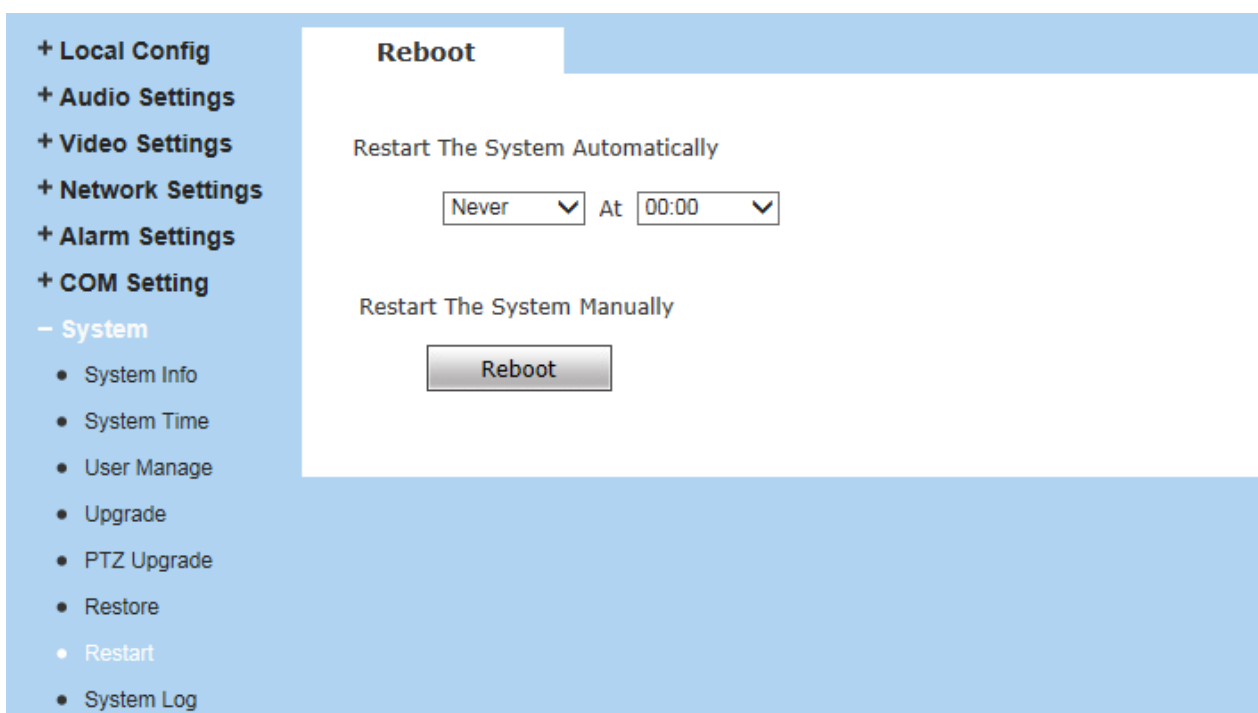 + Local Config
+ Audio Settings
+ Video Settings
+ Network Settings
+ Alarm Settings
+ COM Setting
− System
• System Info
• System Time
• User Manage
• Upgrade
• PTZ Upgrade
• Restore
• Restart
• System Log
Reboot
Restart The System Automatically
Never At 00:00
Restart The System Manually
Reboot